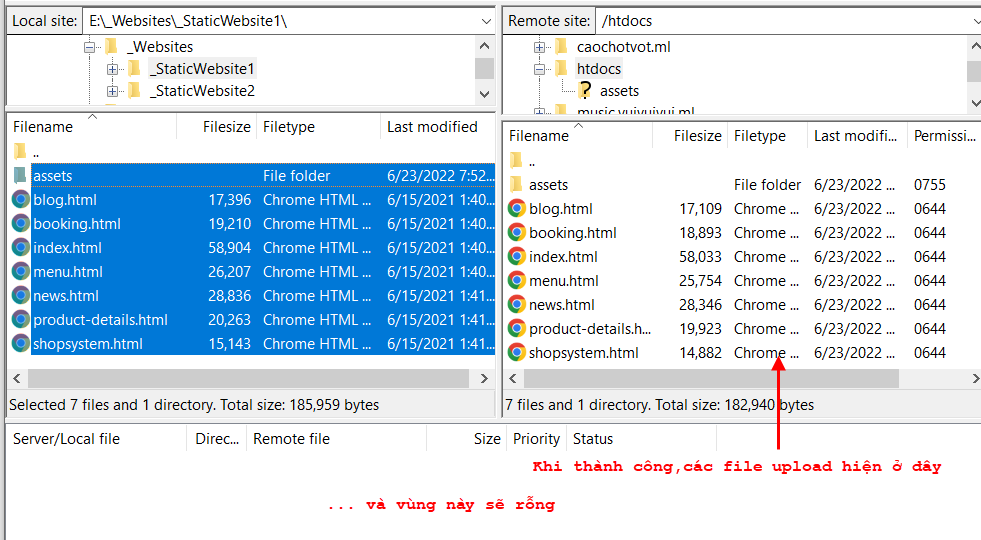 Local site: E:\_Websites\_StaticWebsite1\
_Websites
_StaticWebsite1
_StaticWebsite2
Filename Filesize Filetype Last modified
..
assets File folder 6/23/2022 7:52...
blog.html 17,396 Chrome HTML ... 6/15/2021 1:40...
booking.html 19,210 Chrome HTML ... 6/15/2021 1:40...
index.html 58,904 Chrome HTML ... 6/15/2021 1:40...
menu.html 26,207 Chrome HTML ... 6/15/2021 1:40...
news.html 28,836 Chrome HTML ... 6/15/2021 1:41...
product-details.html 20,263 Chrome HTML ... 6/15/2021 1:41...
shopsystem.html 15,143 Chrome HTML ... 6/15/2021 1:41...
Selected 7 files and 1 directory. Total size: 185,959 bytes
Remote site: /htdocs
caochotvot.ml
htdocs
? assets
Filename Filesize Filetype Last modifi... Permissi...
..
assets File folder 6/23/2022 ... 0755
blog.html 17,109 Chrome ... 6/23/2022 ... 0644
booking.html 18,893 Chrome ... 6/23/2022 ... 0644
index.html 58,033 Chrome ... 6/23/2022 ... 0644
menu.html 25,754 Chrome ... 6/23/2022 ... 0644
news.html 28,346 Chrome ... 6/23/2022 ... 0644
product-details.h... 19,923 Chrome ... 6/23/2022 ... 0644
shopsystem.html 14,882 Chrome ... 6/23/2022 ... 0644
7 files and 1 directory. Total size: 182,940 bytes
Server/Local file Direc... Remote file Size Priority Status
Khi thành công,các file upload hiện ở dây
... và vùng này sẽ rỗng